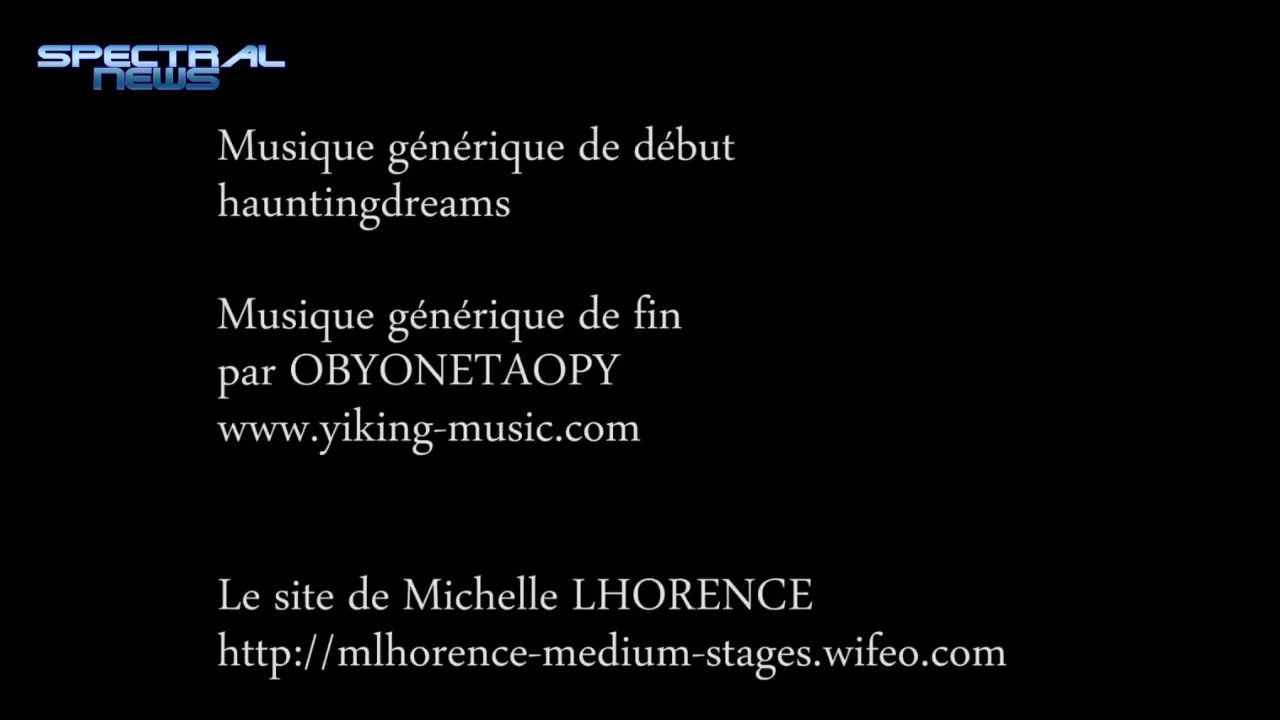 SPECTRAL
NEWS
Musique générique de début
hauntingdreams
Musique générique de fin
par OBYONETAOPY
www.yiking-music.com
Le site de Michelle LHORENCE
http://mlhorence-medium-stages.wifeo.com